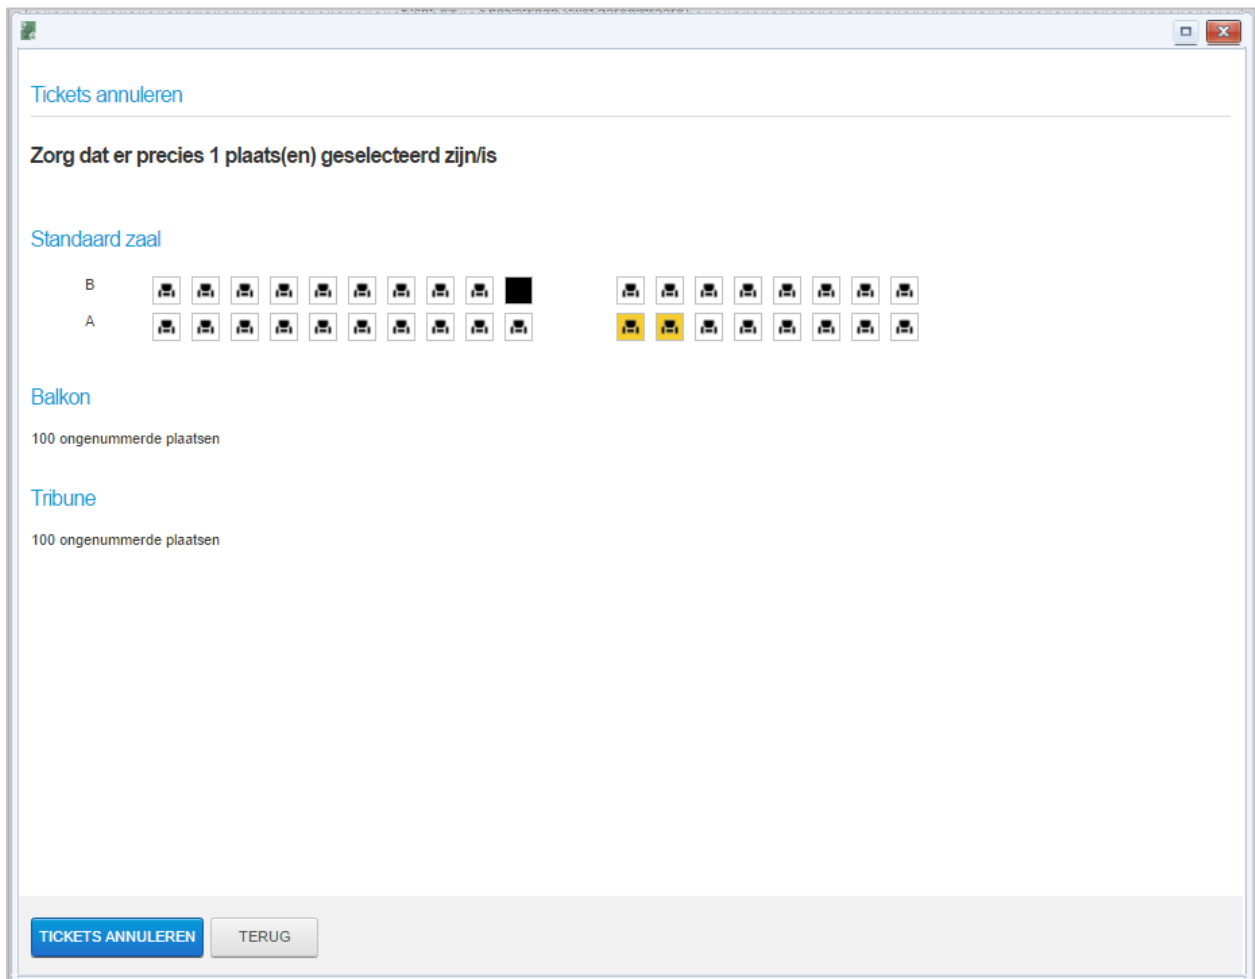 Tickets annuleren
Zorg dat er precies 1 plaats(en) geselecteerd zijn/is
Standaard zaal
B
A
Balkon
100 ongenummerde plaatsen
Tribune
100 ongenummerde plaatsen
TICKETS ANNULEREN TERUG